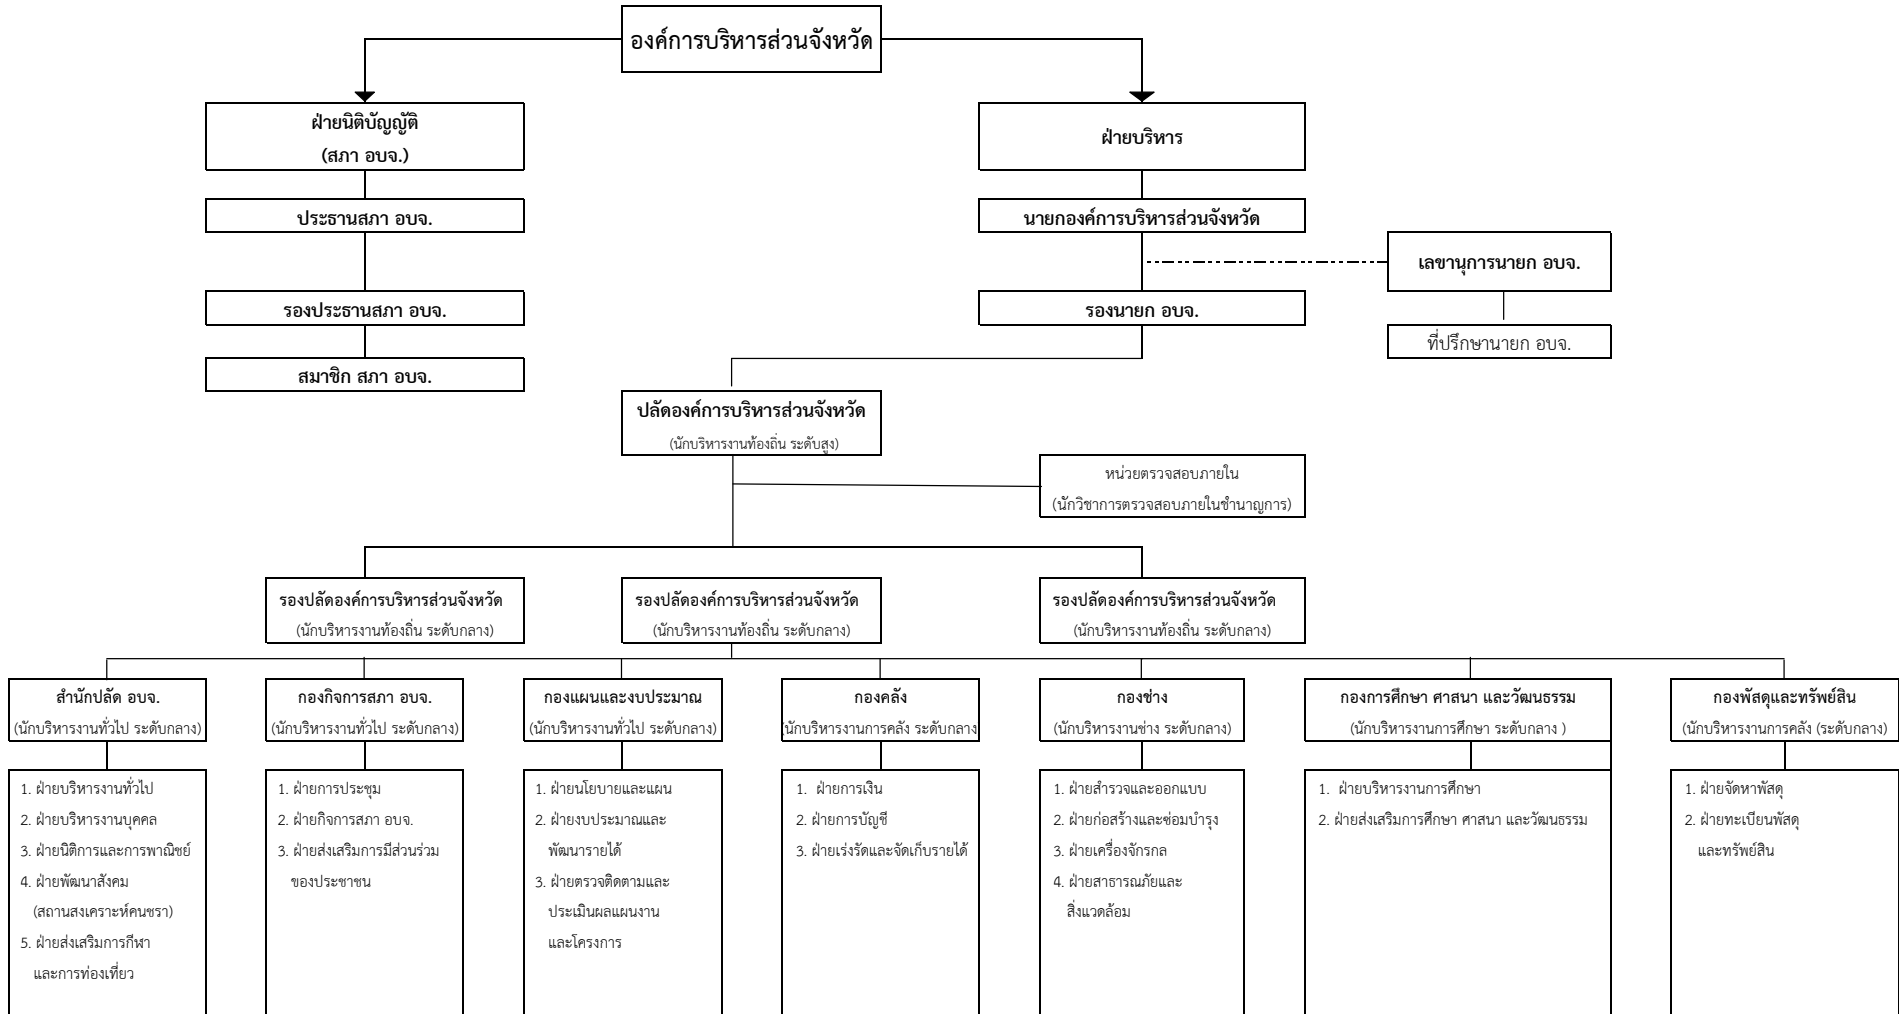 องค์การบริหารส่วนจังหวัด
ฝ่ายนิติบัญญัติ
(สภา อบจ.)
ฝ่ายบริหาร
ประธานสภา อบจ.
นายกองค์การบริหารส่วนจังหวัด
เลขานุการนายก อบจ.
รองประธานสภา อบจ.
รองนายก อบจ.
ที่ปรึกษานายก อบจ.
สมาชิก สภา อบจ.
ปลัดองค์การบริหารส่วนจังหวัด
(นักบริหารงานท้องถิ่น ระดับสูง)
หน่วยตรวจสอบภายใน
(นักวิชาการตรวจสอบภายในชำนาญการ)
รองปลัดองค์การบริหารส่วนจังหวัด
(นักบริหารงานท้องถิ่น ระดับกลาง)
รองปลัดองค์การบริหารส่วนจังหวัด
(นักบริหารงานท้องถิ่น ระดับกลาง)
รองปลัดองค์การบริหารส่วนจังหวัด
(นักบริหารงานท้องถิ่น ระดับกลาง)
สำนักปลัด อบจ.
(นักบริหารงานทั่วไป ระดับกลาง)
กองกิจการสภา อบจ.
(นักบริหารงานทั่วไป ระดับกลาง)
กองแผนและงบประมาณ
(นักบริหารงานทั่วไป ระดับกลาง)
กองคลัง
(นักบริหารงานการคลัง ระดับกลาง
กองช่าง
(นักบริหารงานช่าง ระดับกลาง)
กองการศึกษา ศาสนา และวัฒนธรรม
(นักบริหารงานการศึกษา ระดับกลาง )
กองพัสดุและทรัพย์สิน
(นักบริหารงานการคลัง (ระดับกลาง)
1. ฝ่ายบริหารงานทั่วไป
2. ฝ่ายบริหารงานบุคคล
3. ฝ่ายนิติการและการพาณิชย์
4. ฝ่ายพัฒนาสังคม
(สถานสงเคราะห์คนชรา)
5. ฝ่ายส่งเสริมการกีฬา
และการท่องเที่ยว
1. ฝ่ายการประชุม
2. ฝ่ายกิจการสภา อบจ.
3. ฝ่ายส่งเสริมการมีส่วนร่วม
ของประชาชน
1. ฝ่ายนโยบายและแผน
2. ฝ่ายงบประมาณและ
พัฒนารายได้
3. ฝ่ายตรวจติดตามและ
ประเมินผลแผนงาน
และโครงการ
1. ฝ่ายการเงิน
2. ฝ่ายการบัญชี
3. ฝ่ายเร่งรัดและจัดเก็บรายได้
1. ฝ่ายสำรวจและออกแบบ
2. ฝ่ายก่อสร้างและซ่อมบำรุง
3. ฝ่ายเครื่องจักรกล
4. ฝ่ายสาธารณภัยและ
สิ่งแวดล้อม
1. ฝ่ายบริหารงานการศึกษา
2. ฝ่ายส่งเสริมการศึกษา ศาสนา และวัฒนธรรม
1. ฝ่ายจัดหาพัสดุ
2. ฝ่ายทะเบียนพัสดุ
และทรัพย์สิน